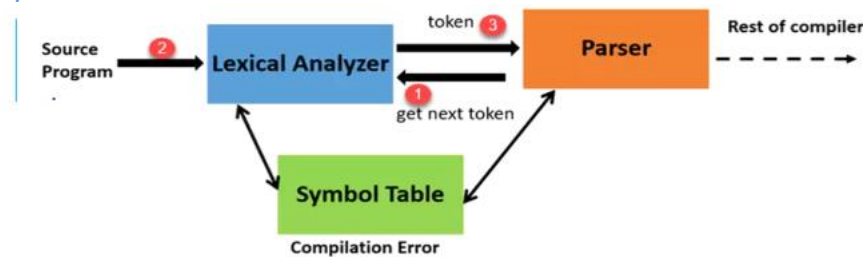 token 3
Source
Program
2
Lexical Analyzer
Parser
Rest of compiler
1
get next token
Symbol Table
Compilation Error